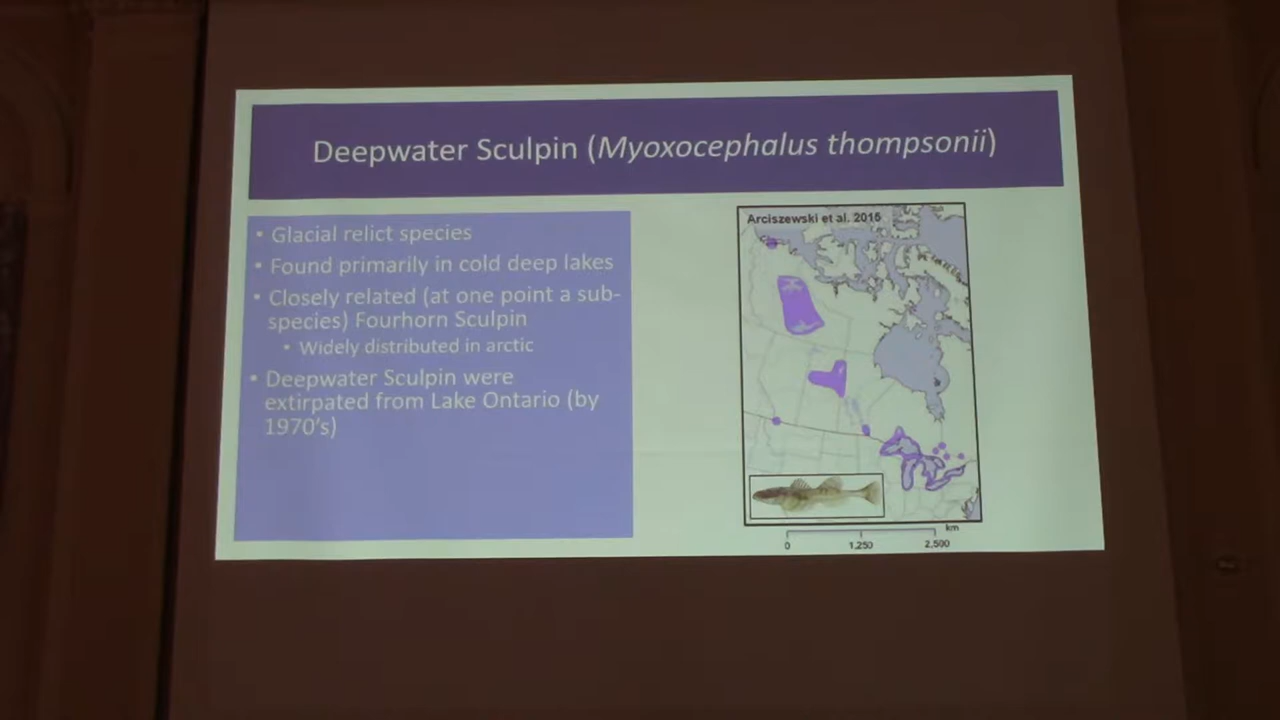 Deepwater Sculpin (Myoxocephalus thompsonii)
• Glacial relict species
• Found primarily in cold deep lakes
• Closely related (at one point a sub-
species) Fourhorn Sculpin
• Widely distributed in arctic
• Deepwater Sculpin were
extirpated from Lake Ontario (by
1970's)
Arciszewski et al. 2016
km
0 1,250 2,500